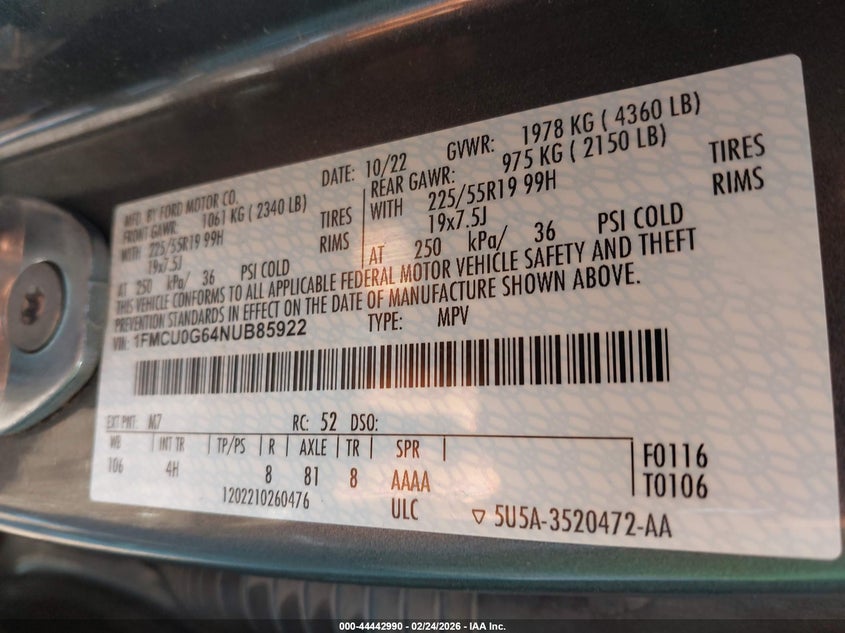 MFD. BY FORD MOTOR CO. DATE: 10/22 GVWR: 1978 KG ( 4360 LB)
FRONT GAWR: 1061 KG ( 2340 LB) REAR GAWR: 975 KG ( 2150 LB)
WITH 225/55R19 99H TIRES WITH 225/55R19 99H TIRES
19x7.5J RIMS 19x7.5J RIMS
AT 250 kPa/ 36 PSI COLD AT 250 kPa/ 36 PSI COLD
THIS VEHICLE CONFORMS TO ALL APPLICABLE FEDERAL MOTOR VEHICLE SAFETY AND THEFT
PREVENTION STANDARDS IN EFFECT ON THE DATE OF MANUFACTURE SHOWN ABOVE.
VIN: 1FMCU0G64NUB85922 TYPE: MPV
EXT PNT: M7 RC: 52 DSO:
WB INT TR TP/PS R AXLE TR SPR
106 4H 8 81 8 AAAA
F0116
T0106
1202210260476 ULC ▽ 5U5A-3520472-AA
000-44442990 - 02/24/2026 - IAA Inc.